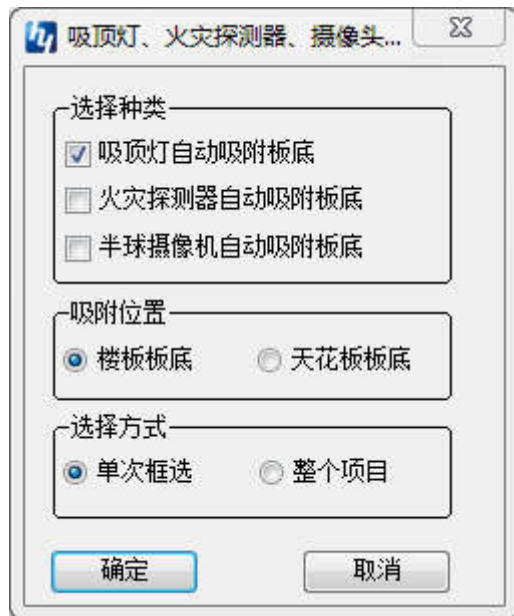 吸顶灯、火灾探测器、摄像头...
选择种类
吸顶灯自动吸附板底
火灾探测器自动吸附板底
半球摄像机自动吸附板底
吸附位置
楼板板底 天花板板底
选择方式
单次框选 整个项目
确定 取消